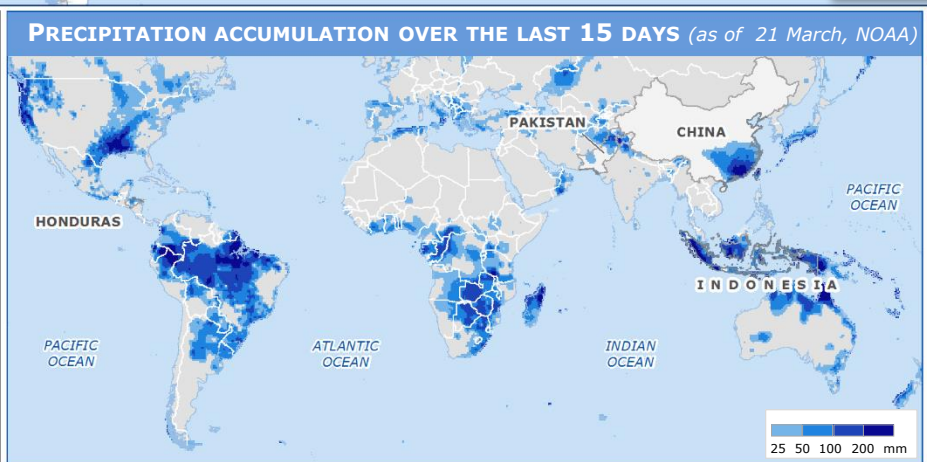 PRECIPITATION ACCUMULATION OVER THE LAST 15 DAYS (as of 21 March, NOAA)
PAKISTAN
CHINA
PACIFIC
OCEAN
HONDURAS
INDONESIA
PACIFIC
OCEAN
ATLANTIC
OCEAN
INDIAN
OCEAN
25 50 100 200 mm